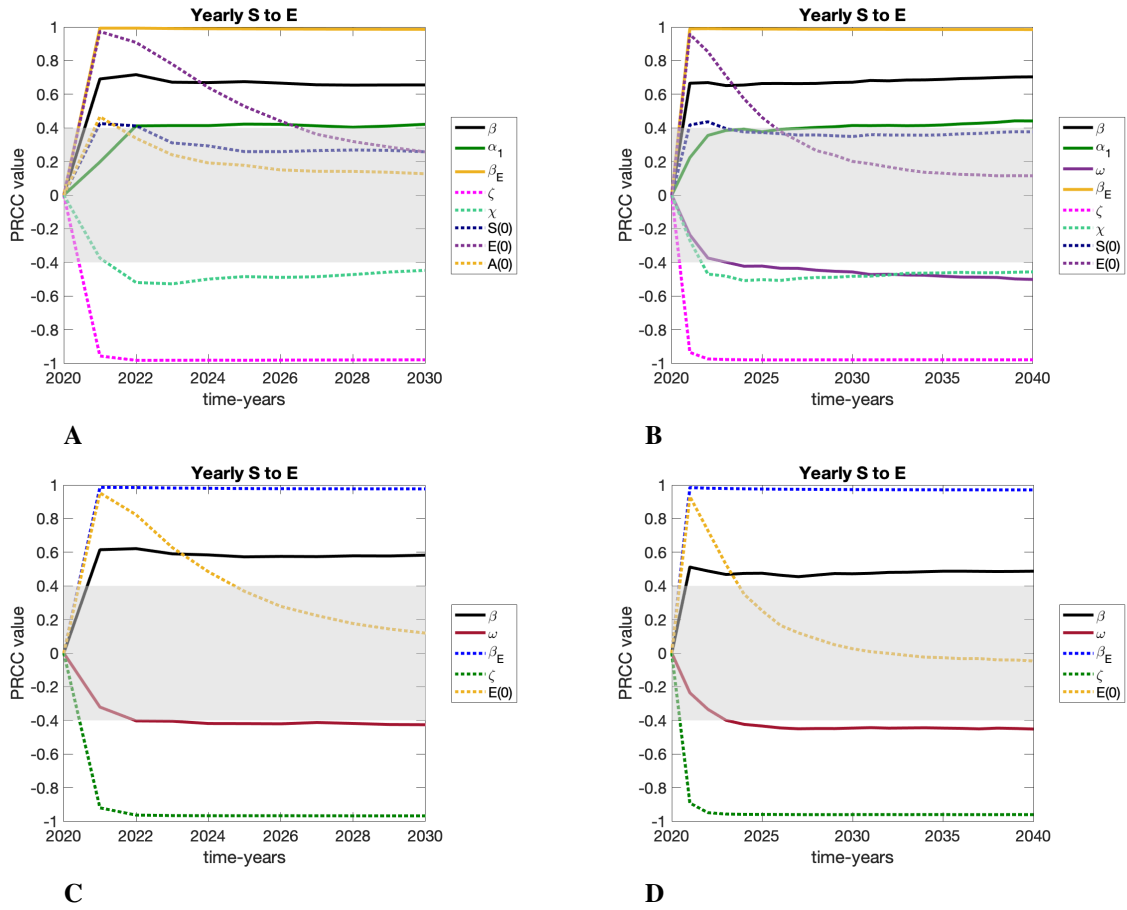 Yearly S to E
1
0.8
0.6
0.4
0.2
0
-0.2
-0.4
-0.6
-0.8
-1
PRCC value
2020 2022 2024 2026 2028 2030
time-years
β
α1
βE
ζ
χ
S(0)
E(0)
A(0)
A
Yearly S to E
1
0.8
0.6
0.4
0.2
0
-0.2
-0.4
-0.6
-0.8
-1
PRCC value
2020 2025 2030 2035 2040
time-years
β
α1
ω
βE
ζ
χ
S(0)
E(0)
B
Yearly S to E
1
0.8
0.6
0.4
0.2
0
-0.2
-0.4
-0.6
-0.8
-1
PRCC value
2020 2022 2024 2026 2028 2030
time-years
β
ω
βE
ζ
E(0)
C
Yearly S to E
1
0.8
0.6
0.4
0.2
0
-0.2
-0.4
-0.6
-0.8
-1
PRCC value
2020 2025 2030 2035 2040
time-years
β
ω
βE
ζ
E(0)
D